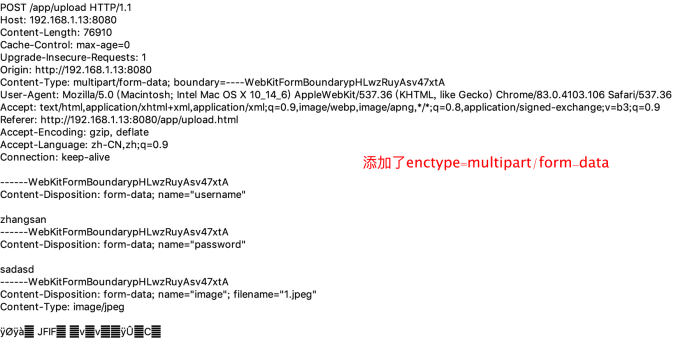 POST /app/upload HTTP/1.1
Host: 192.168.1.13:8080
Content-Length: 76910
Cache-Control: max-age=0
Upgrade-Insecure-Requests: 1
Origin: http://192.168.1.13:8080
Content-Type: multipart/form-data; boundary=----WebKitFormBoundarypHLwzRuyAsv47xtA
User-Agent: Mozilla/5.0 (Macintosh; Intel Mac OS X 10_14_6) AppleWebKit/537.36 (KHTML, like Gecko) Chrome/83.0.4103.106 Safari/537.36
Accept: text/html,application/xhtml+xml,application/xml;q=0.9,image/webp,image/apng,*/*;q=0.8,application/signed-exchange;v=b3;q=0.9
Referer: http://192.168.1.13:8080/app/upload.html
Accept-Encoding: gzip, deflate
Accept-Language: zh-CN,zh;q=0.9
Connection: keep-alive
添加了enctype=multipart/form-data
------WebKitFormBoundarypHLwzRuyAsv47xtA
Content-Disposition: form-data; name="username"
zhangsan
------WebKitFormBoundarypHLwzRuyAsv47xtA
Content-Disposition: form-data; name="password"
sadasd
------WebKitFormBoundarypHLwzRuyAsv47xtA
Content-Disposition: form-data; name="image"; filename="1.jpeg"
Content-Type: image/jpeg
ÿØÿà JFIF v v ÿÛ C